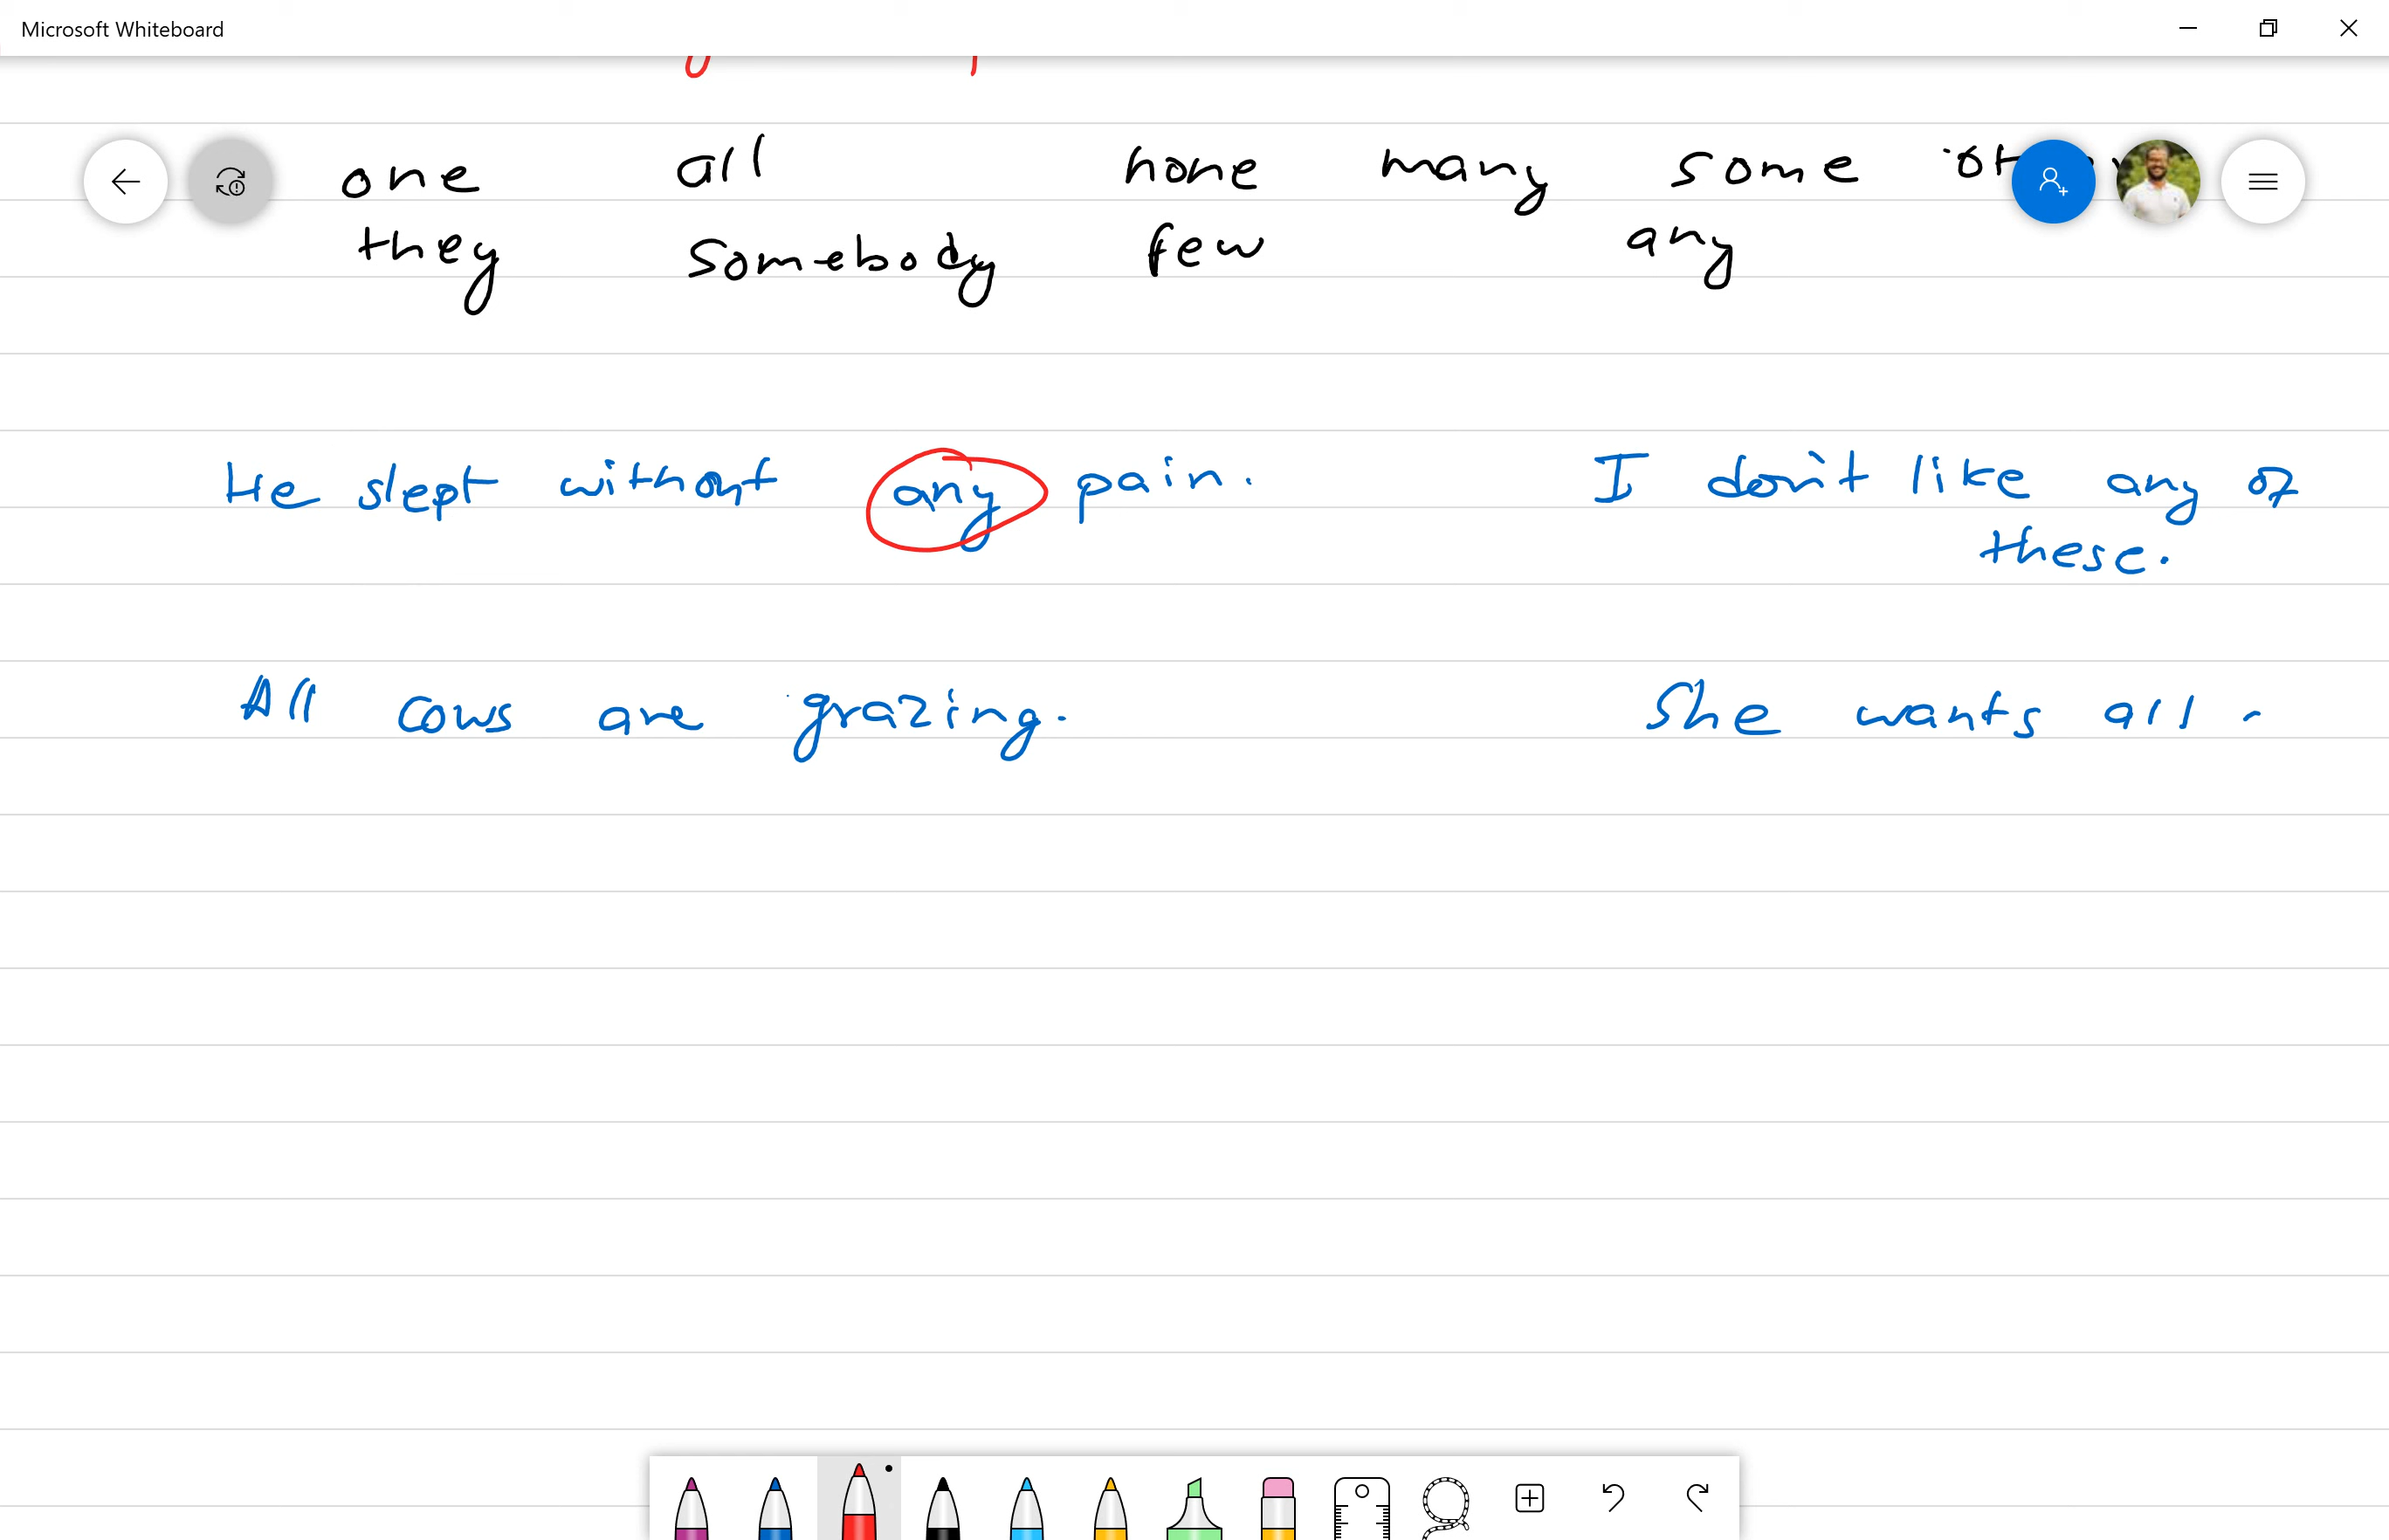 Microsoft Whiteboard
one all none many some
they somebody few any
He slept without any pain. I don't like any of
these.
All cows are grazing. She wants all.